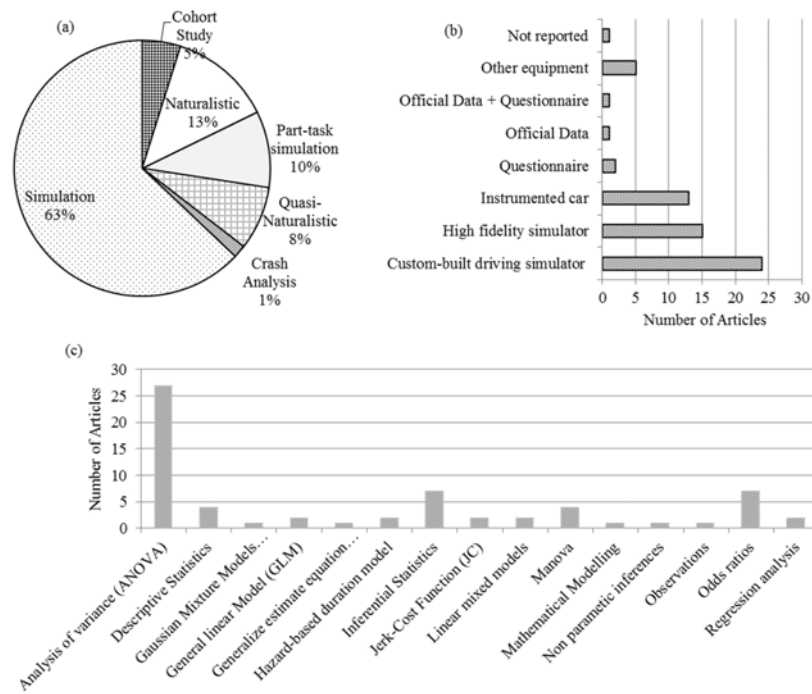 (a)
Cohort
Study
5%
Naturalistic
13%
Part-task
simulation
10%
Quasi-
Naturalistic
8%
Crash
Analysis
1%
Simulation
63%
(b)
Not reported
Other equipment
Official Data + Questionnaire
Official Data
Questionnaire
Instrumented car
High fidelity simulator
Custom-built driving simulator
0 5 10 15 20 25 30
Number of Articles
(c)
Number of Articles
30
25
20
15
10
5
0
Analysis of variance (ANOVA)
Descriptive Statistics
Gaussian Mixture Models…
General linear Model (GLM)
Generalize estimate equation…
Hazard-based duration model
Inferential Statistics
Jerk-Cost Function (JC)
Linear mixed models
Manova
Mathematical Modelling
Non parametic inferences
Observations
Odds ratios
Regression analysis